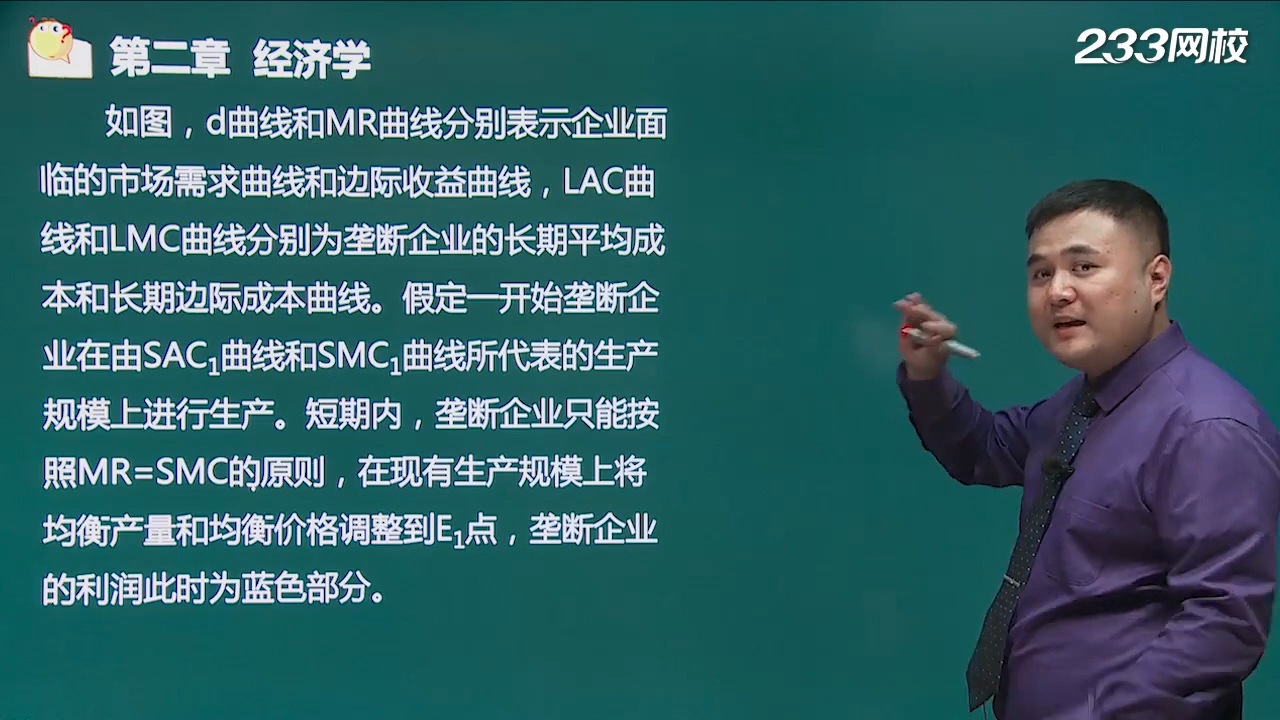 第二章 经济学
233网校
如图，d曲线和MR曲线分别表示企业面
临的市场需求曲线和边际收益曲线，LAC曲
线和LMC曲线分别为垄断企业的长期平均成
本和长期边际成本曲线。假定一开始垄断企
业在由SAC1曲线和SMC1曲线所代表的生产
规模上进行生产。短期内，垄断企业只能按
照MR=SMC的原则，在现有生产规模上将
均衡产量和均衡价格调整到E1点，垄断企业
的利润此时为蓝色部分。